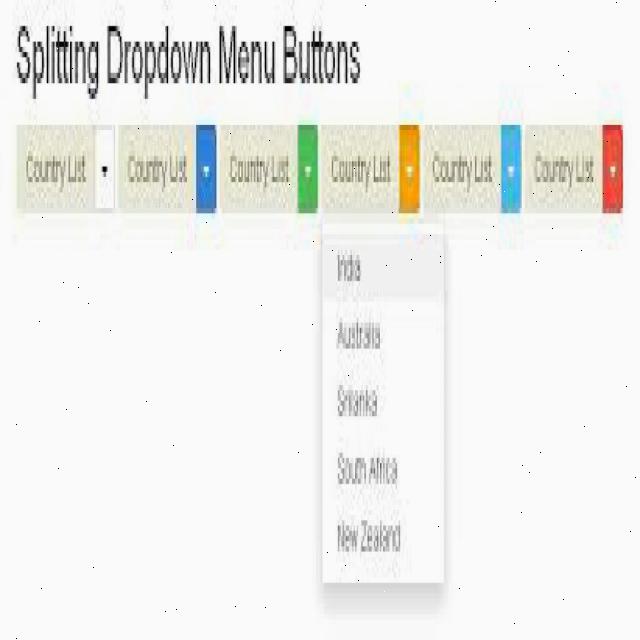 Splitting Dropdown Menu Buttons
Country List Country List Country List Country List Country List Country List
India
Australia
Srilanka
South Africa
New Zealand